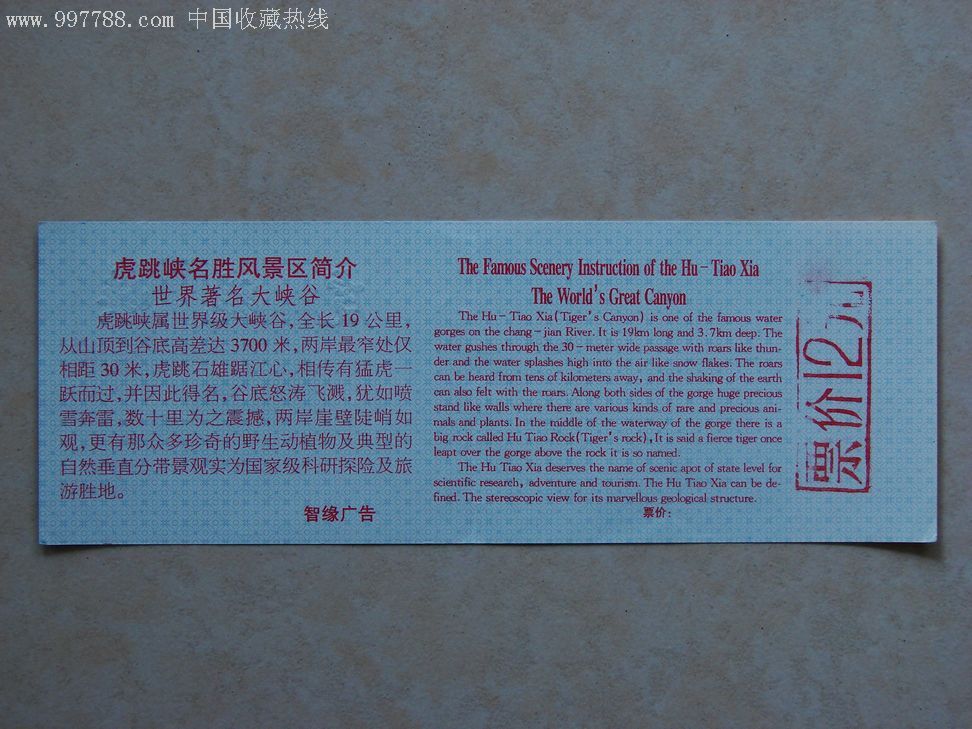 www.997788.com 中国收藏热线
虎跳峡名胜风景区简介
世界著名大峡谷
虎跳峡属世界级大峡谷,全长19公里,
从山顶到谷底高差达3700米,两岸最窄处仅
相距30米,虎跳石雄踞江心,相传有猛虎一
跃而过,并因此得名,谷底怒涛飞溅,犹如喷
雪奔雷,数十里为之震撼,两岸崖壁陡峭如
观,更有那众多珍奇的野生动植物及典型的
自然垂直分带景观实为国家级科研探险及旅
游胜地。
智缘广告
The Famous Scenery Instruction of the Hu-Tiao Xia
The World's Great Canyon
The Hu-Tiao Xia(Tiger's Canyon) is one of the famous water
gorges on the chang-jian River. It is 19km long and 3.7km deep. The
water gushes through the 30-meter wide passage with roars like thun-
der and the water splashes high into the air like snow flakes. The roars
can be heard from tens of kilometers away, and the shaking of the earth
can also felt with the roars. Along both sides of the gorge huge precious
stand like walls where there are various kinds of rare and precious ani-
mals and plants. In the middle of the waterway of the gorge there is a
big rock called Hu Tiao Rock(Tiger's rock), It is said a fierce tiger once
leapt over the gorge above the rock it is so named.
The Hu Tiao Xia deserves the name of scenic apot of state level for
scientific research, adventure and tourism. The Hu Tiao Xia can be de-
fined. The stereoscopic view for its marvellous geological structure.
票价:
票价12元